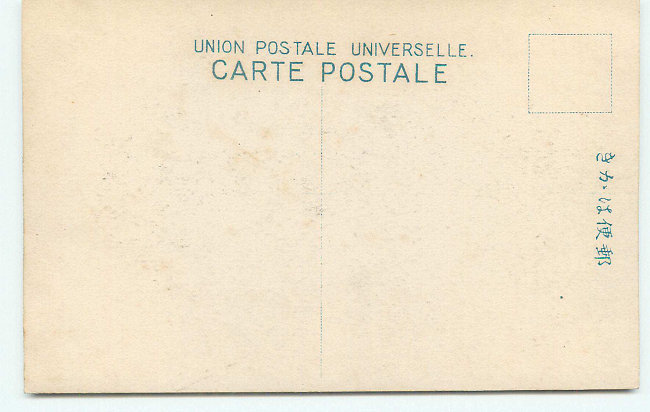 UNION POSTALE UNIVERSELLE.
CARTE POSTALE
郵便はかき